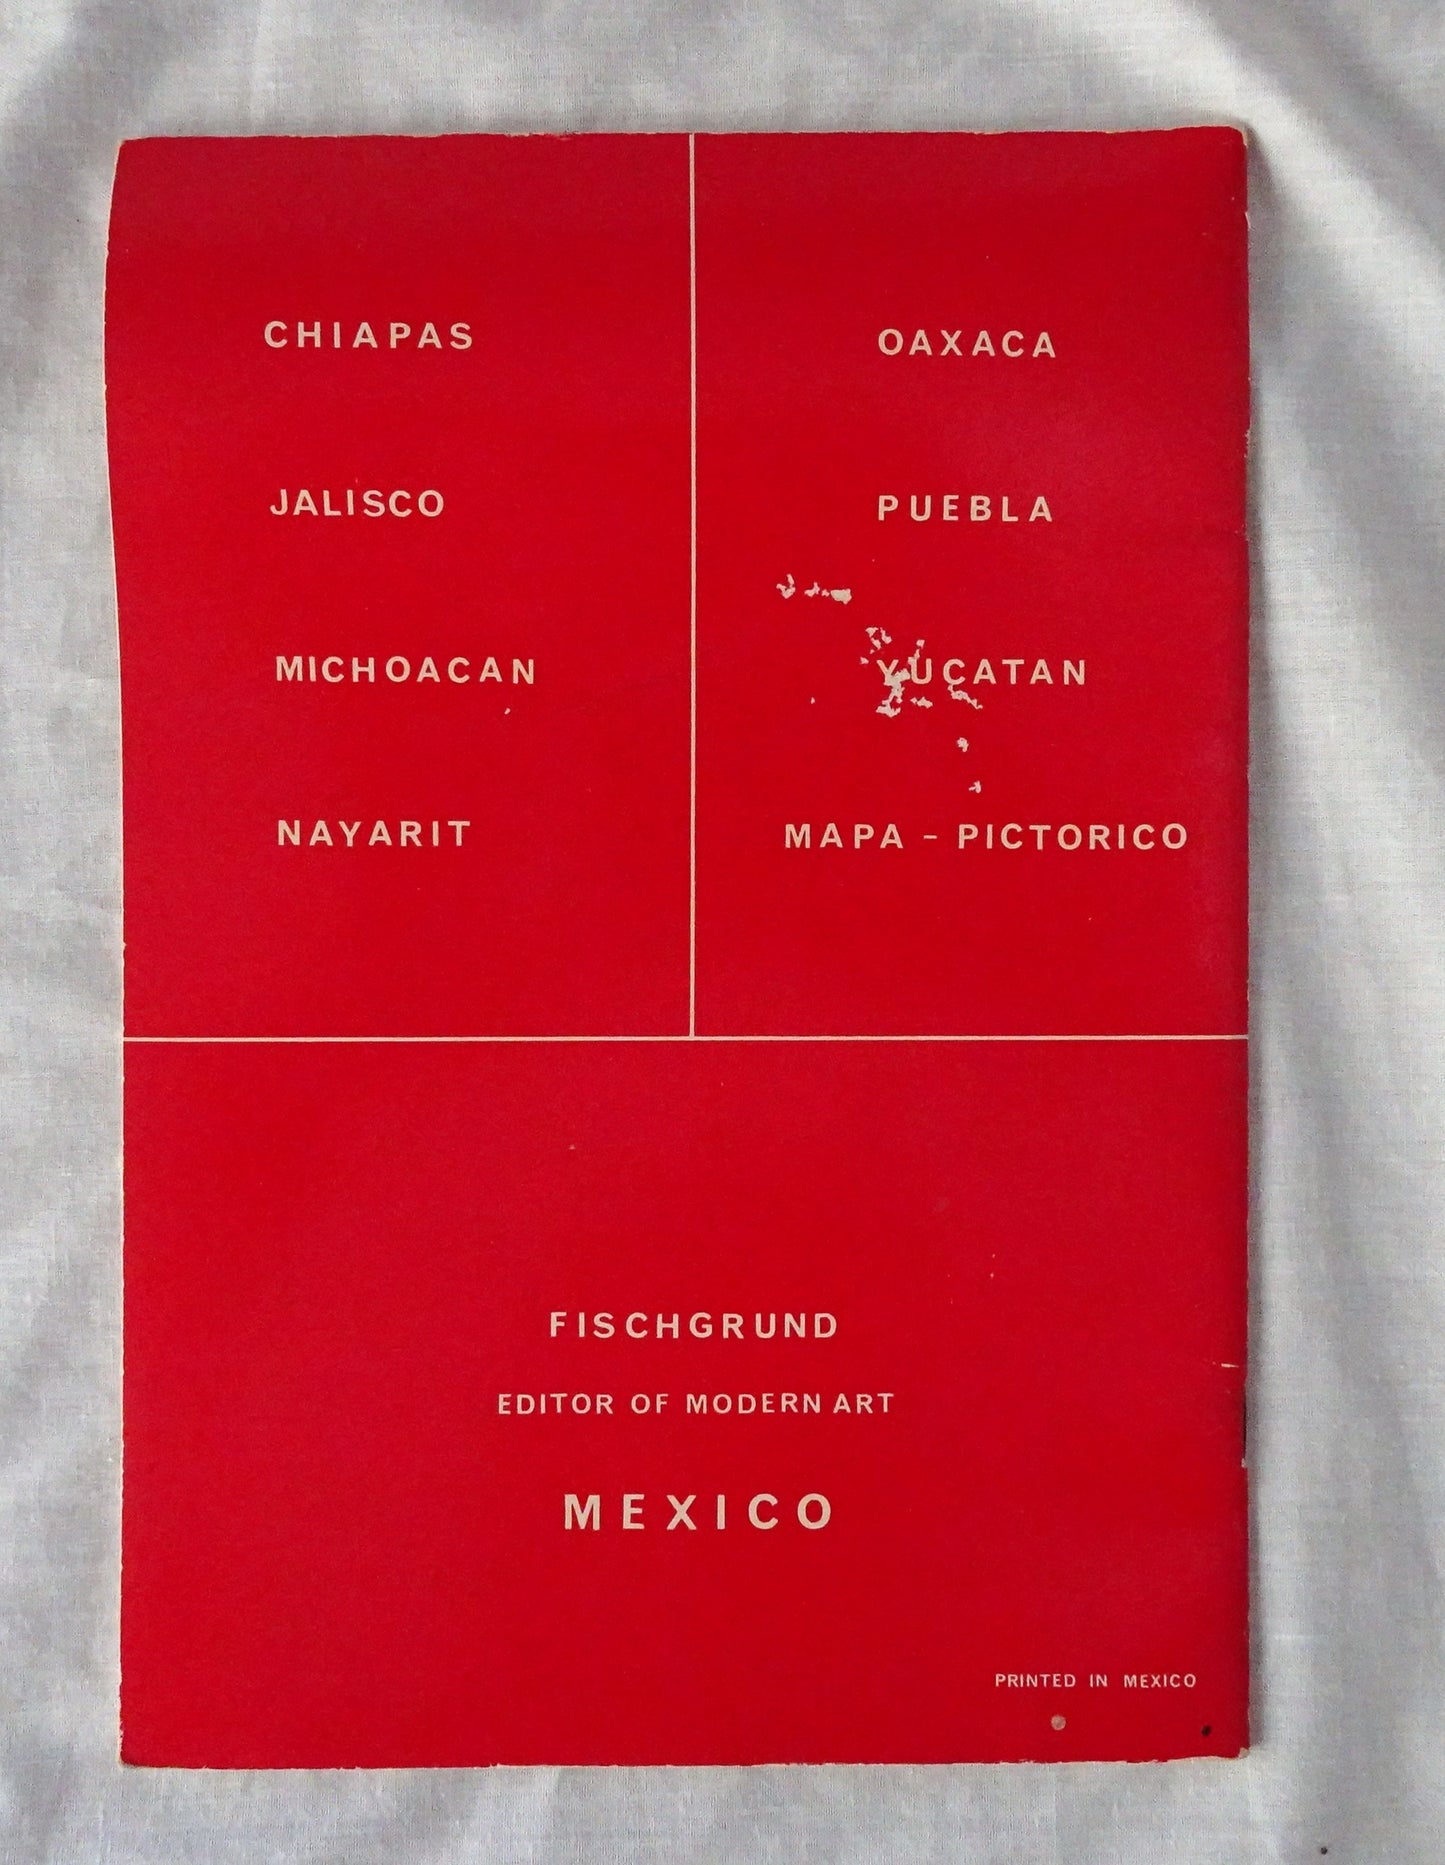 CHIAPAS
JALISCO
MICHOACAN
NAYARIT
OAXACA
PUEBLA
YUCATAN
MAPA - PICTORICO
FISCHGRUND
EDITOR OF MODERN ART
MEXICO
PRINTED IN MEXICO